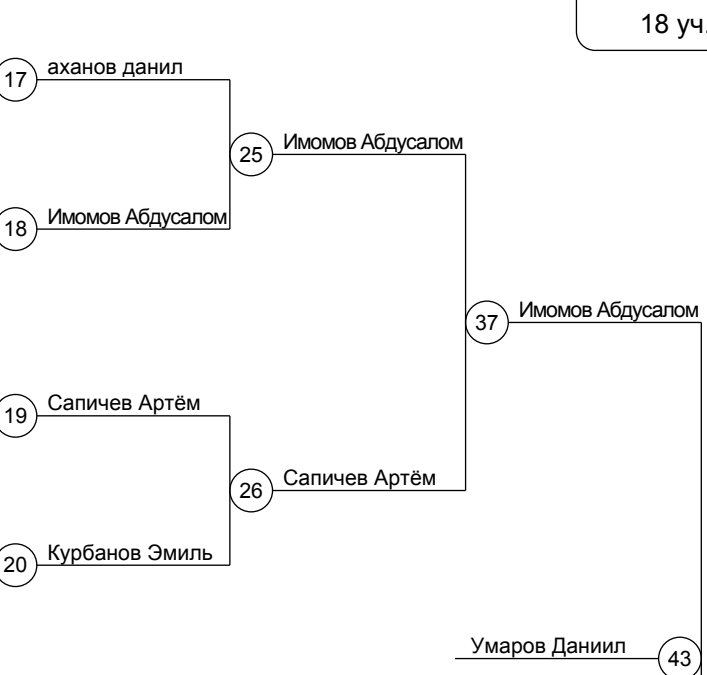 18 уч.
17 аханов данил
25 Имомов Абдусалом
18 Имомов Абдусалом
37 Имомов Абдусалом
19 Сапичев Артём
26 Сапичев Артём
20 Курбанов Эмиль
Умаров Даниил 43